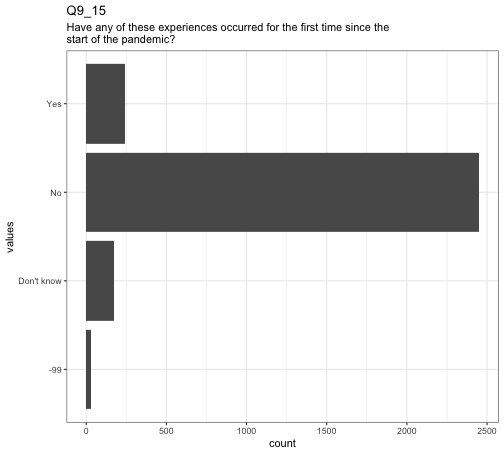 Q9_15
Have any of these experiences occurred for the first time since the
start of the pandemic?
values
Yes
No
Don't know
-99
0 500 1000 1500 2000 2500
count